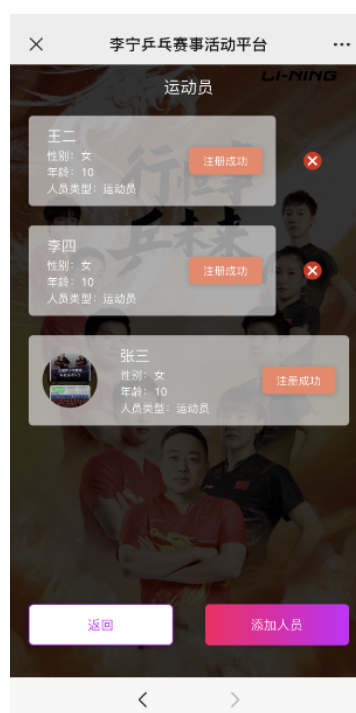 李宁乒乓赛事活动平台
LI-NING
运动员
王二
性别：女
年龄：10
人员类型：运动员
注册成功
李四
性别：女
年龄：10
人员类型：运动员
注册成功
张三
性别：女
年龄：10
人员类型：运动员
注册成功
返回
添加人员